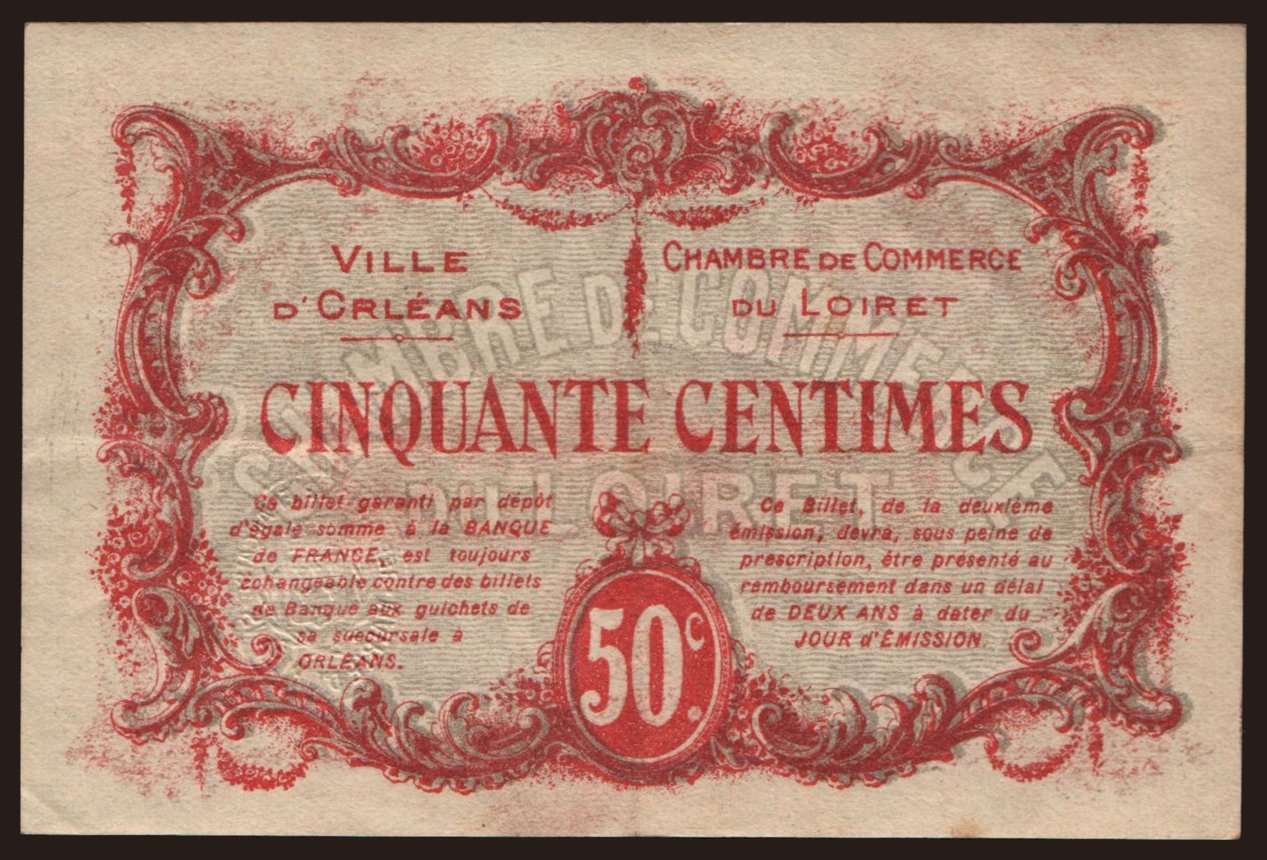 VILLE
D'ORLÉANS
CHAMBRE DE COMMERCE
DU LOIRET
CINQUANTE CENTIMES
CHAMBRE DE COMMERCE
DU LOIRET
Ce billet garanti par dépôt
d'égale somme à la BANQUE
de FRANCE, est toujours
échangeable contre des billets
de Banque aux guichets de
sa succursale à
ORLÉANS.
Ce Billet, de la deuxième
émission, devra, sous peine de
prescription, être présenté au
remboursement dans un délai
de DEUX ANS à dater du
JOUR d'ÉMISSION.
50c.